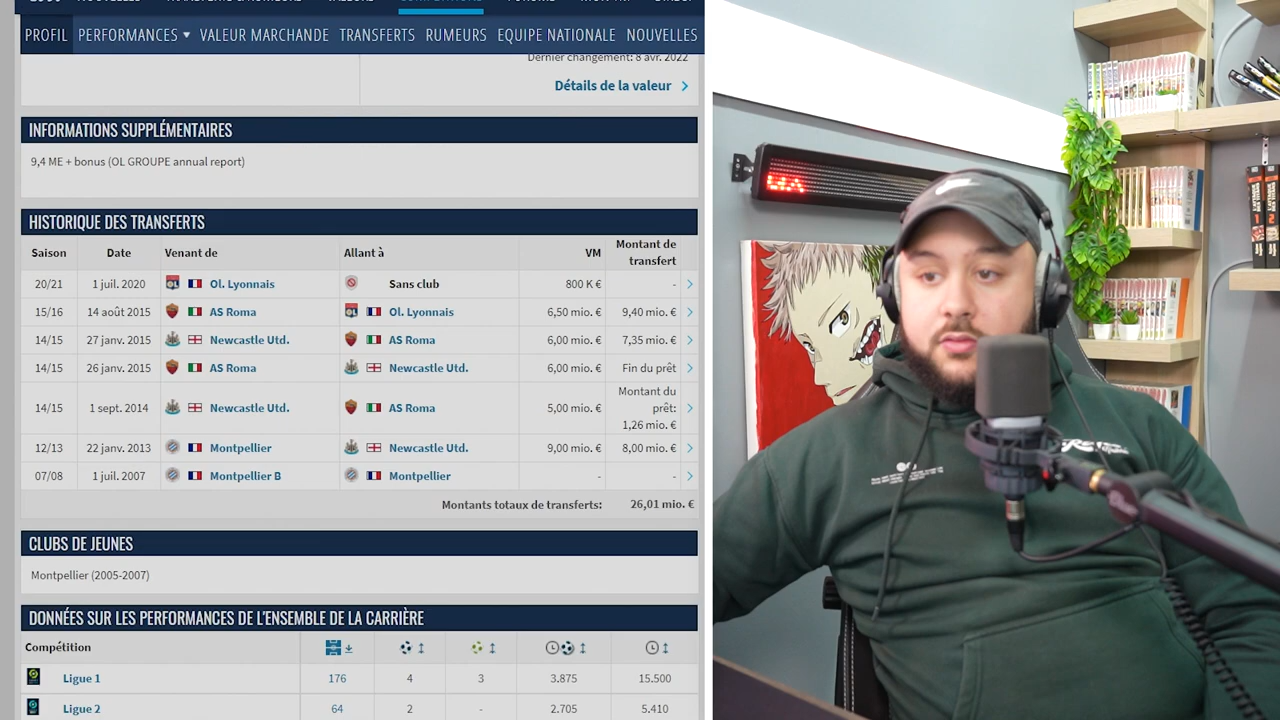 PROFIL PERFORMANCES VALEUR MARCHANDE TRANSFERTS RUMEURS EQUIPE NATIONALE NOUVELLES
Dernier changement: 8 avr. 2022
Détails de la valeur
INFORMATIONS SUPPLÉMENTAIRES
9,4 ME + bonus (OL GROUPE annual report)
HISTORIQUE DES TRANSFERTS
Saison Date Venant de Allant à VM Montant de transfert
20/21 1 juil. 2020 Ol. Lyonnais Sans club 800 K € -
15/16 14 août 2015 AS Roma Ol. Lyonnais 6,50 mio. € 9,40 mio. €
14/15 27 janv. 2015 Newcastle Utd. AS Roma 6,00 mio. € 7,35 mio. €
14/15 26 janv. 2015 AS Roma Newcastle Utd. 6,00 mio. € Fin du prêt
14/15 1 sept. 2014 Newcastle Utd. AS Roma 5,00 mio. € Montant du prêt: 1,26 mio. €
12/13 22 janv. 2013 Montpellier Newcastle Utd. 9,00 mio. € 8,00 mio. €
07/08 1 juil. 2007 Montpellier B Montpellier - -
Montants totaux de transferts: 26,01 mio. €
CLUBS DE JEUNES
Montpellier (2005-2007)
DONNÉES SUR LES PERFORMANCES DE L'ENSEMBLE DE LA CARRIÈRE
Compétition
Ligue 1 176 4 3 3.875 15.500
Ligue 2 64 2 - 2.705 5.410